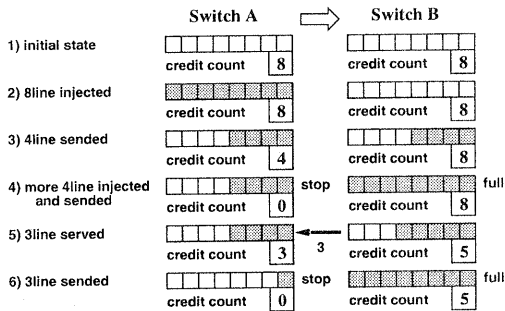 Switch A Switch B
1) initial state
credit count 8 credit count 8
2) 8line injected
credit count 8 credit count 8
3) 4line sended
credit count 4 credit count 8
4) more 4line injected stop full
and sended
credit count 0 credit count 8
5) 3line served
3
credit count 3 credit count 5
6) 3line sended stop full
credit count 0 credit count 5